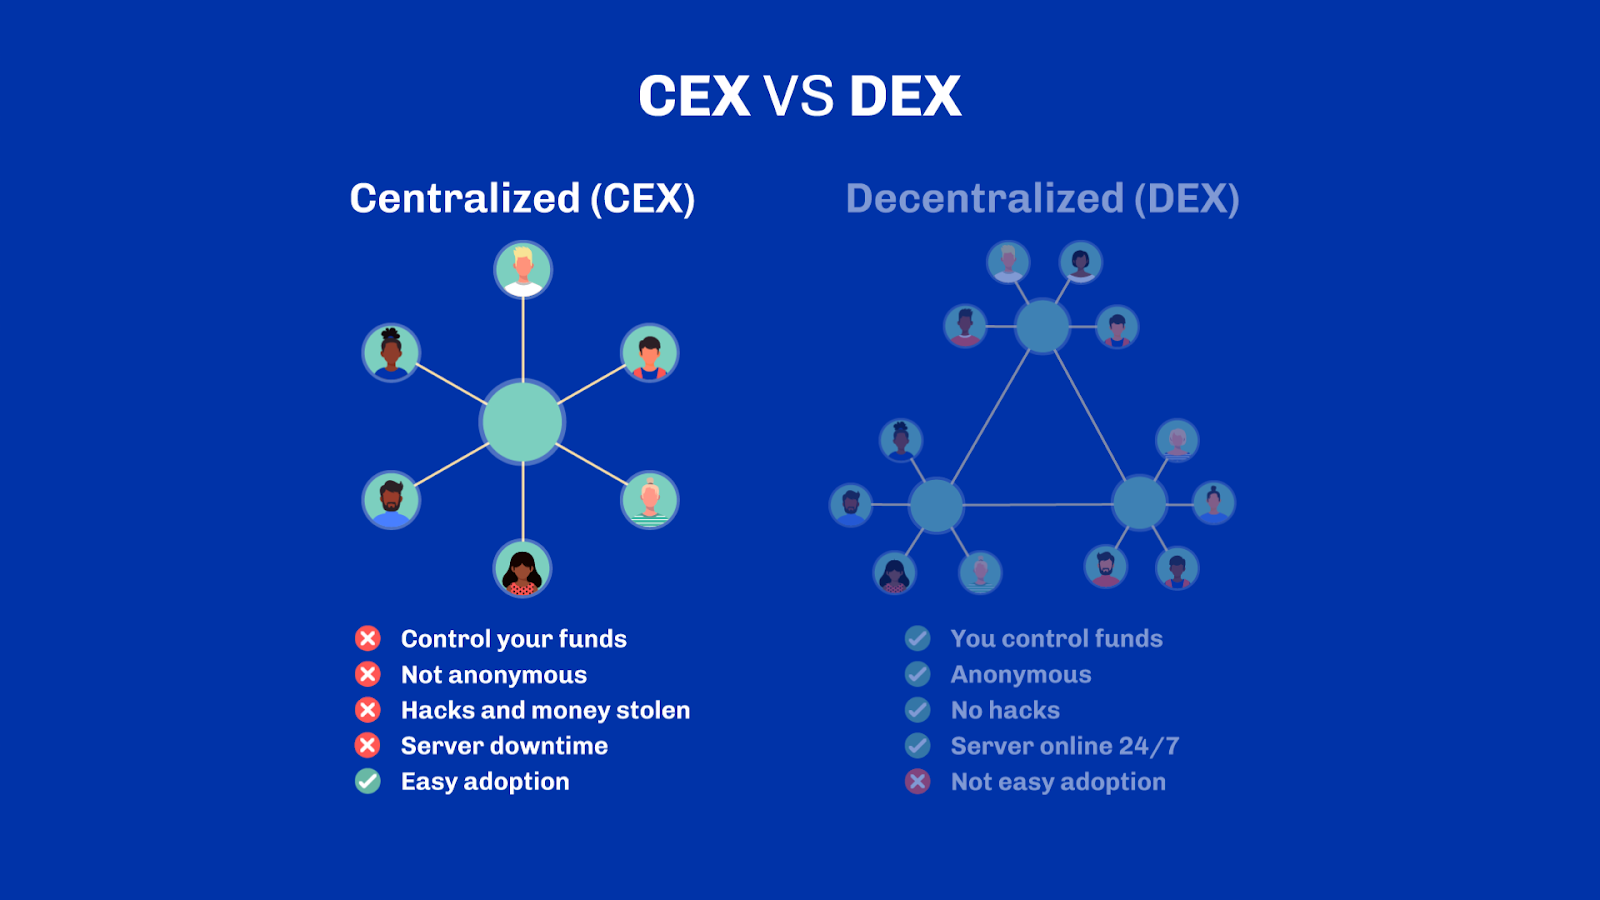 CEX VS DEX
Centralized (CEX)
Control your funds
Not anonymous
Hacks and money stolen
Server downtime
Easy adoption
Decentralized (DEX)
You control funds
Anonymous
No hacks
Server online 24/7
Not easy adoption